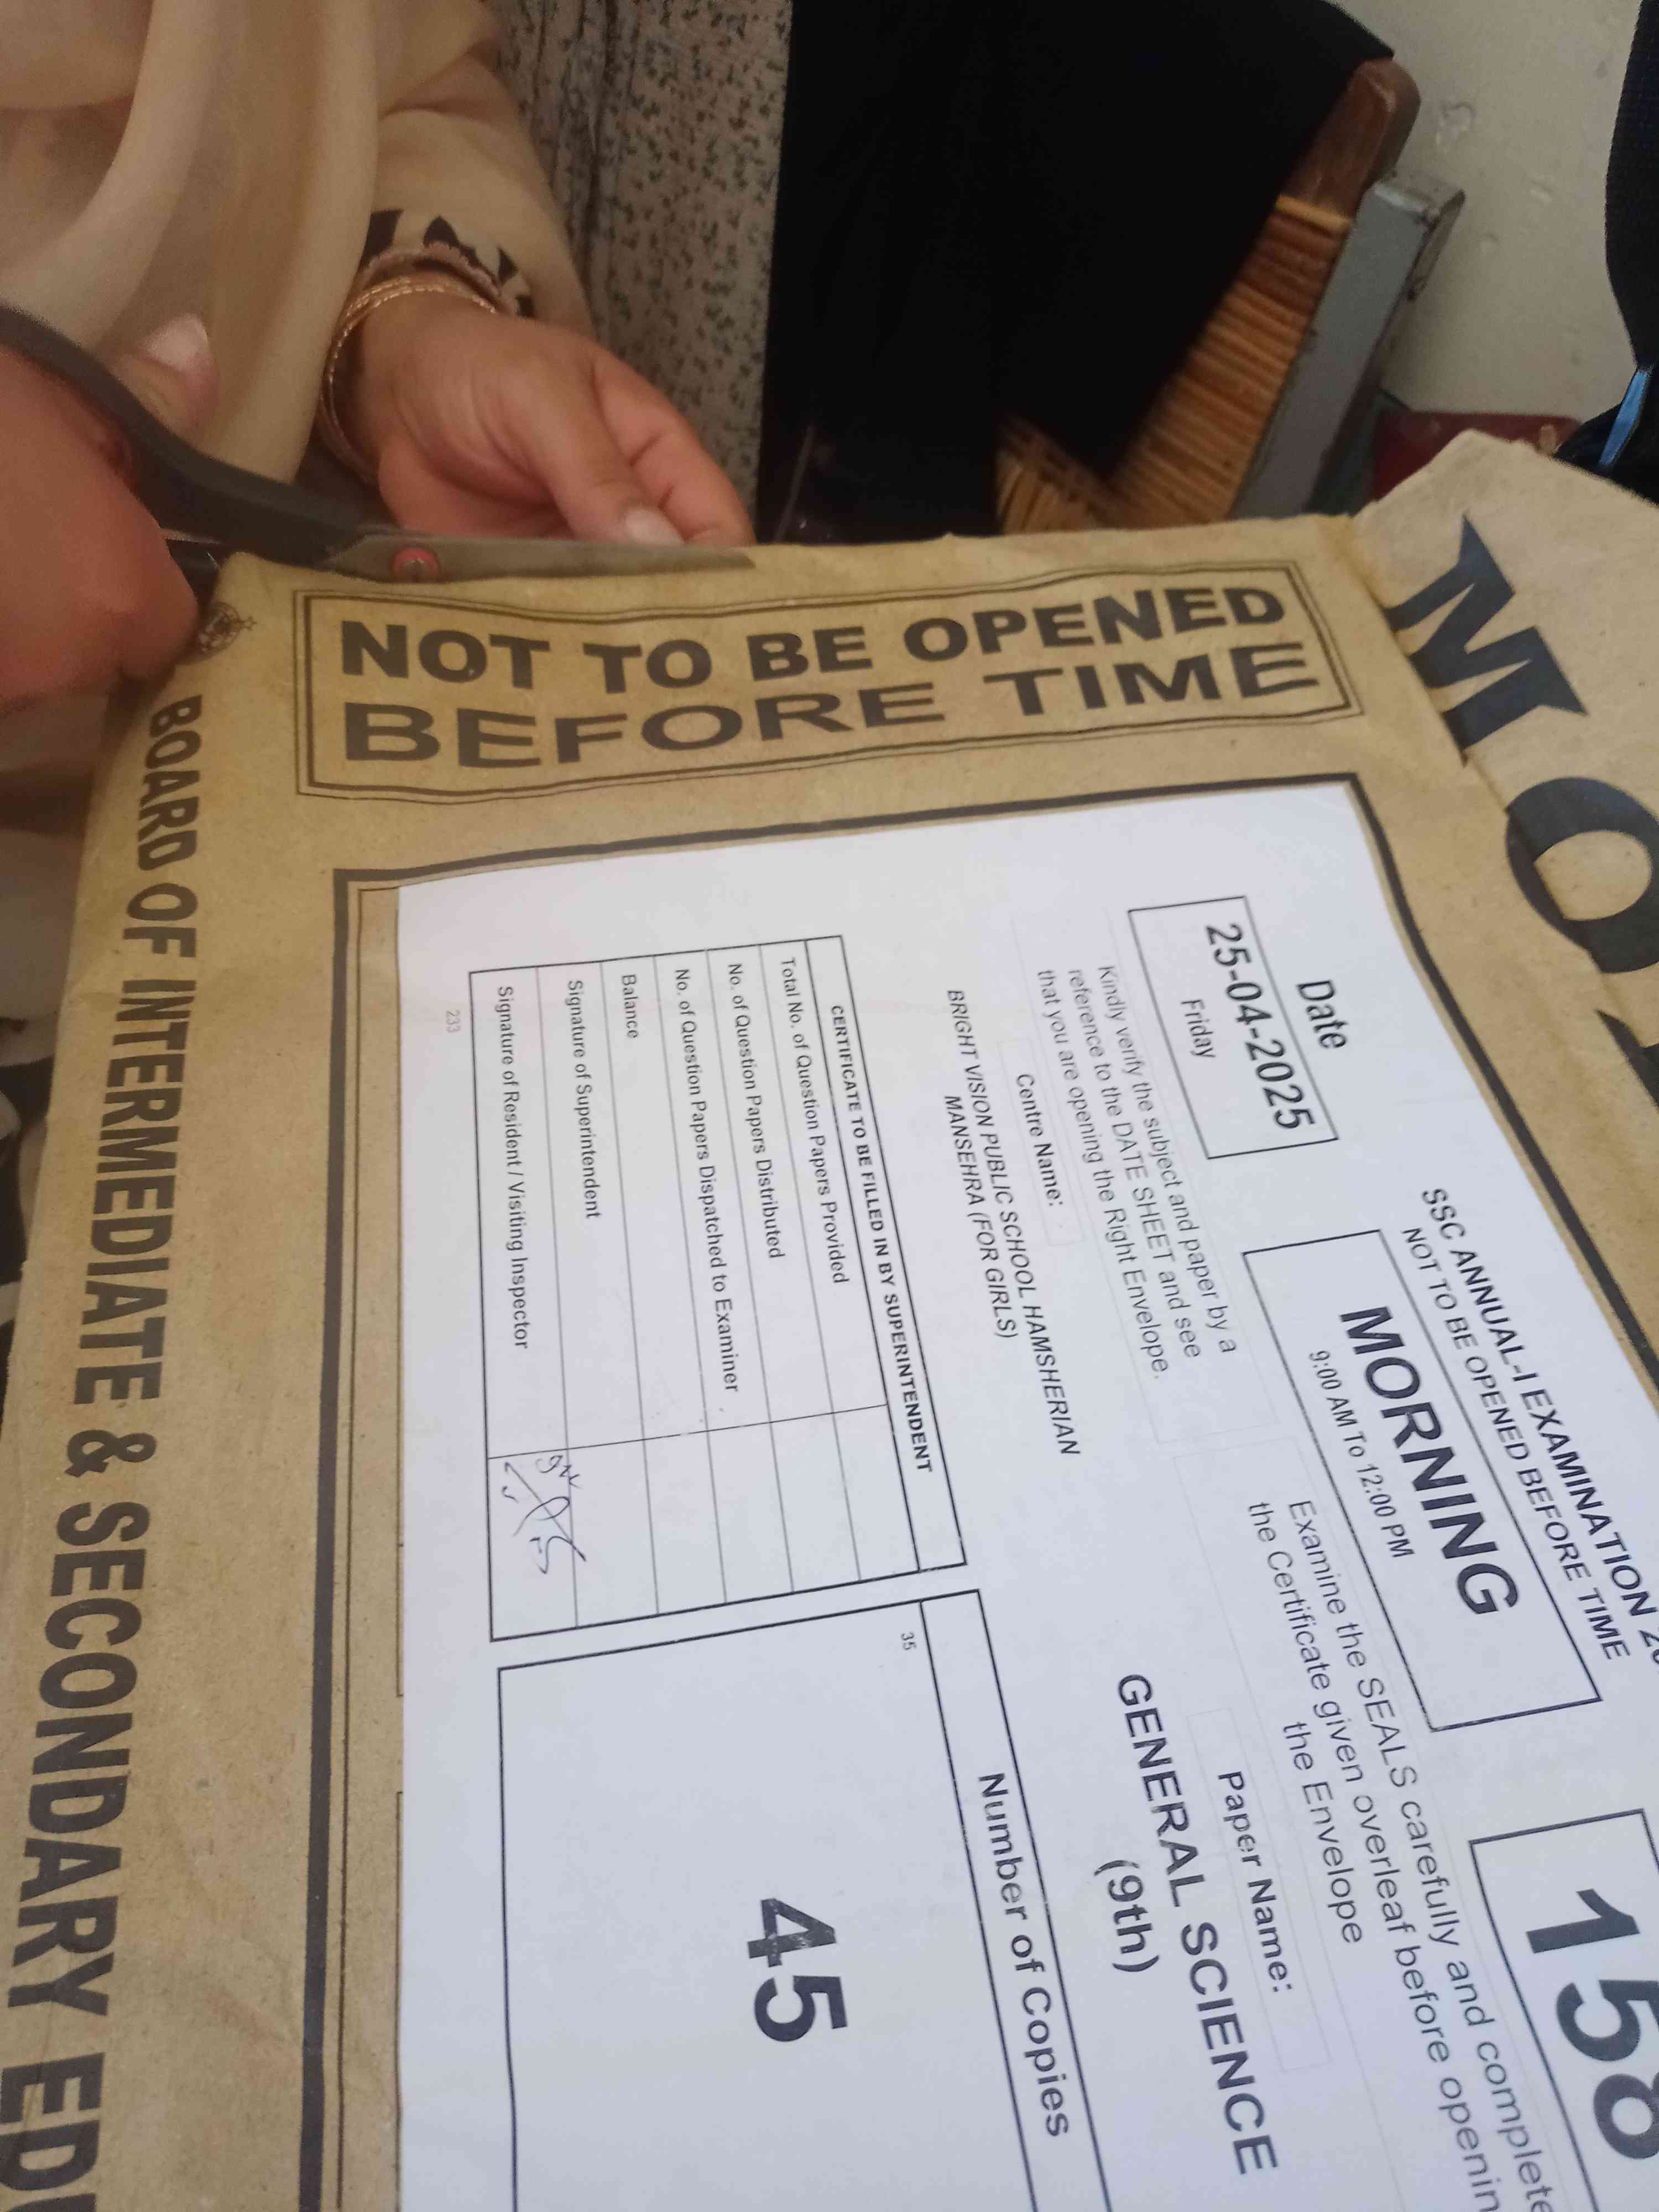 NOT TO BE OPENED
BEFORE TIME
BOARD OF INTERMEDIATE & SECONDARY
SSC ANNUAL-I EXAMINATION
NOT TO BE OPENED BEFORE TIME
Date
25-04-2025
Friday
MORNING
9:00 AM To 12:00 PM
158
Kindly verify the subject and paper by a
reference to the DATE SHEET and see
that you are opening the Right Envelope.
Examine the SEALS carefully and complete
the Certificate given overleaf before
the Envelope
Centre Name:
BRIGHT VISION PUBLIC SCHOOL HAMSHERIAN
MANSEHRA (FOR GIRLS)
Paper Name:
GENERAL SCIENCE
(9th)
CERTIFICATE TO BE FILLED IN BY SUPERINTENDENT
Total No. of Question Papers Provided
No. of Question Papers Distributed
No. of Question Papers Dispatched to Examiner
Balance
Signature of Superintendent
Signature of Resident / Visiting Inspector
233
Number of Copies
35
45